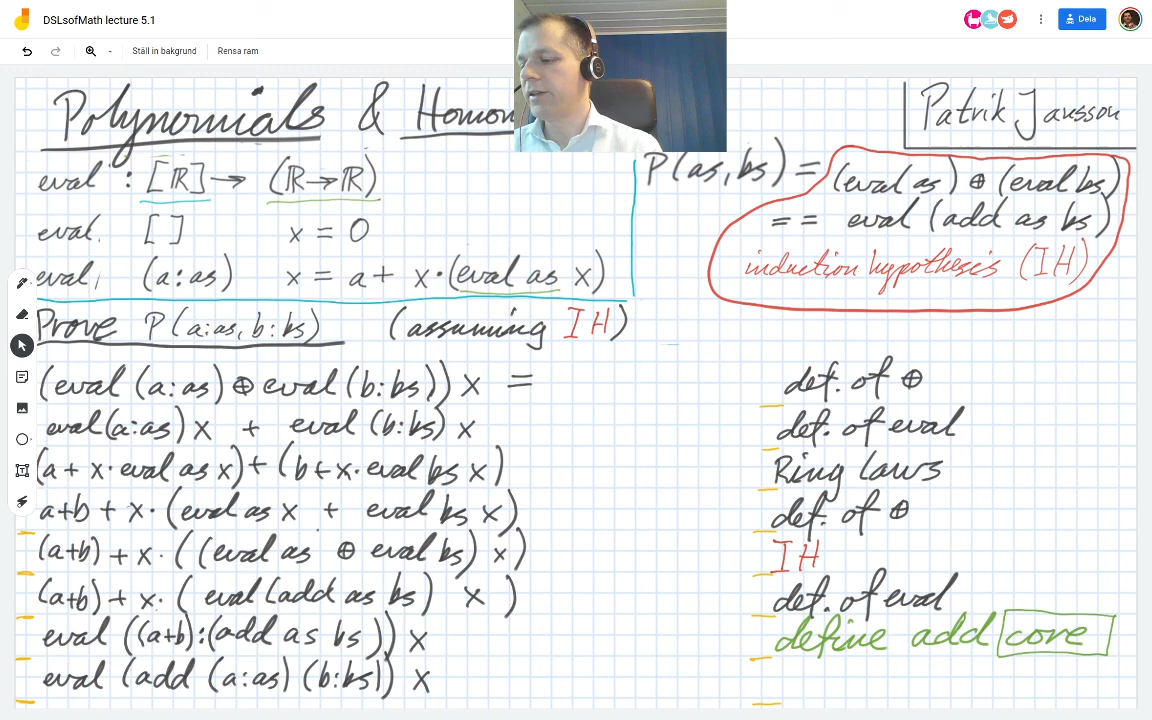 DSLsofMath lecture 5.1
Dela
Ställ in bakgrund
Rensa ram
Polynomials & Homom
Patrik Jansson
eval : [ℝ] → (ℝ→ℝ)
eval [] x = 0
eval (a:as) x = a + x·(eval as x)
P(as, bs) = (eval as) ⊕ (eval bs)
== eval (add as bs)
induction hypothesis (IH)
Prove P(a:as, b:bs) (assuming IH)
(eval (a:as) ⊕ eval (b:bs)) x =
def. of ⊕
eval(a:as) x + eval (b:bs) x
def. of eval
(a + x·eval as x) + (b + x·eval bs x)
Ring laws
a+b + x·(eval as x + eval bs x)
def. of ⊕
(a+b) + x·((eval as ⊕ eval bs) x)
IH
(a+b) + x·(eval (add as bs) x)
def. of eval
eval ((a+b):(add as bs)) x
define add core
eval (add (a:as) (b:bs)) x